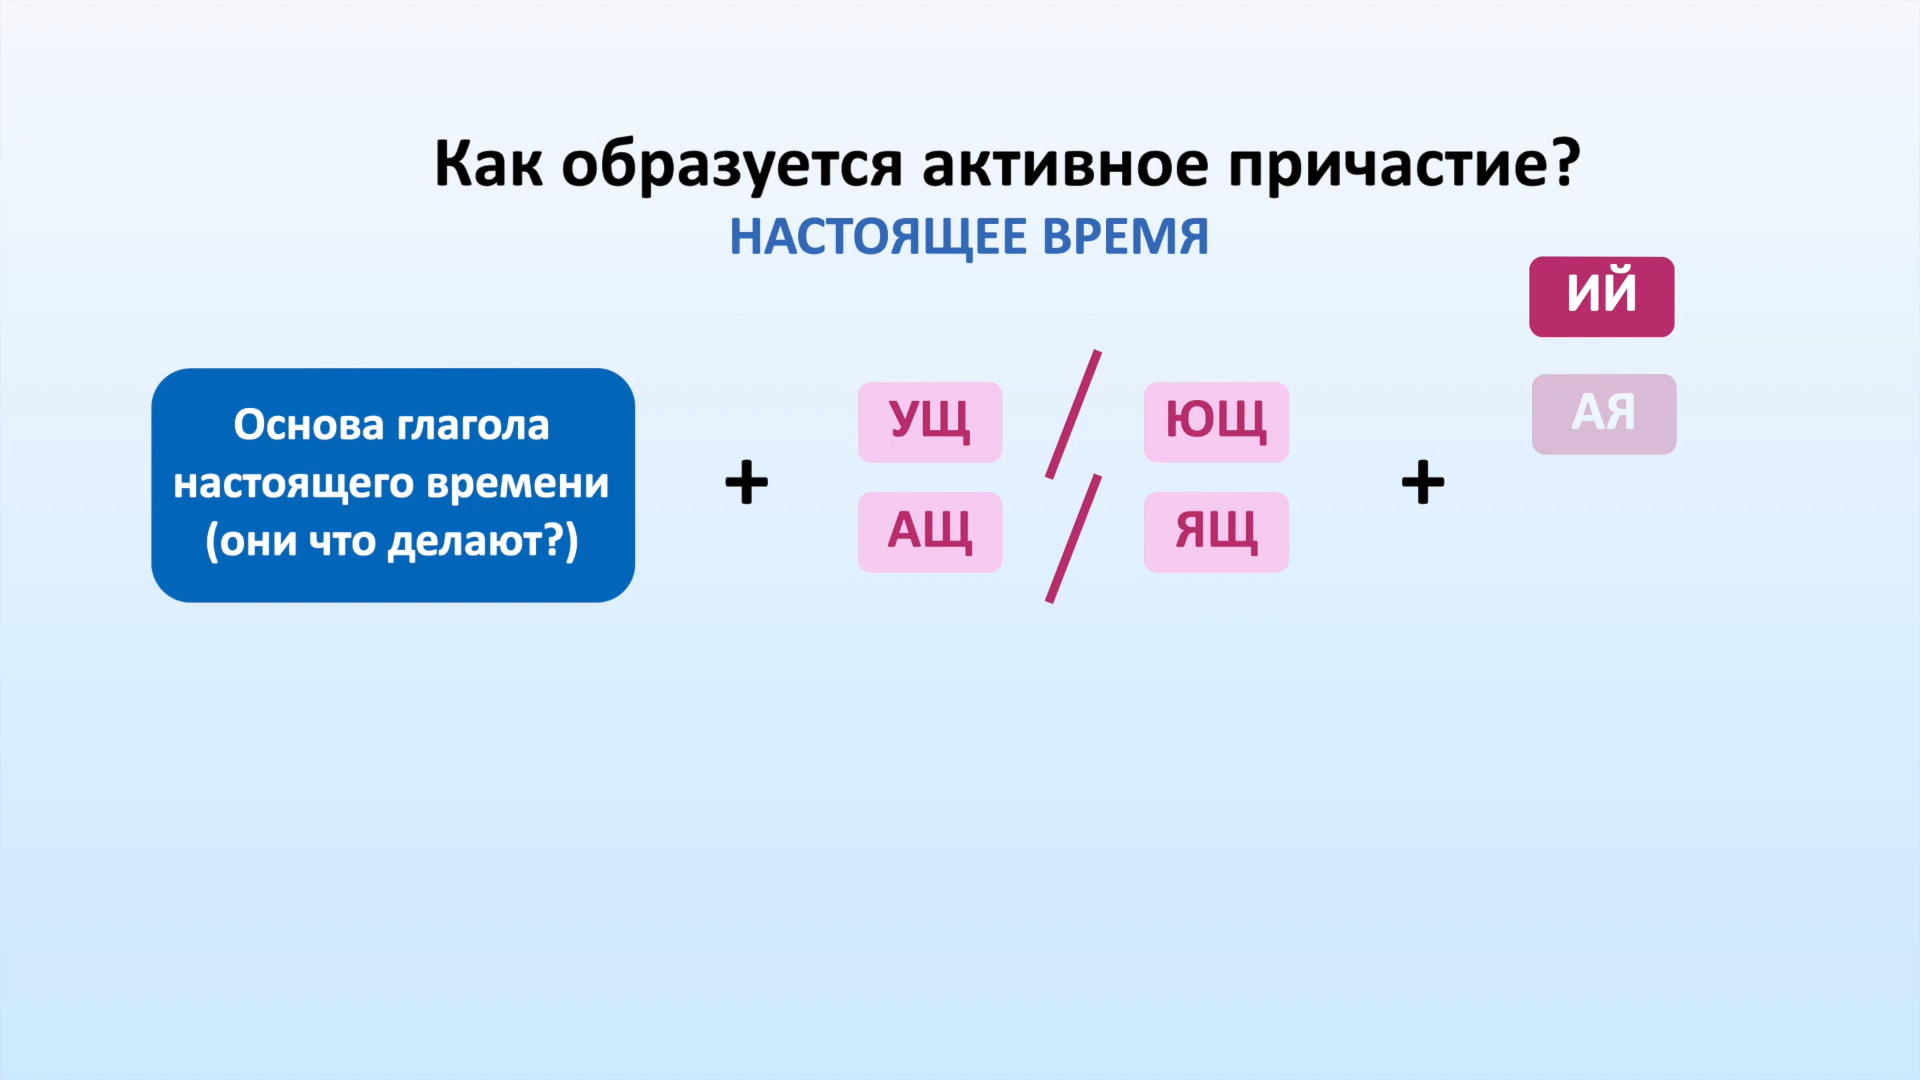 Как образуется активное причастие?
НАСТОЯЩЕЕ ВРЕМЯ
Основа глагола
настоящего времени
(они что делают?)
+
УЩ / ЮЩ
АЩ / ЯЩ
+
ИЙ
АЯ